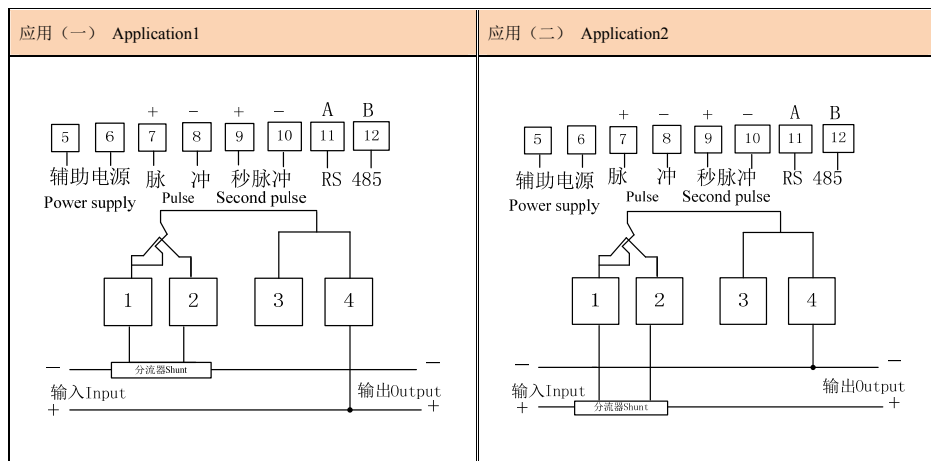 应用（一） Application1
+ - + - A B
5 6 7 8 9 10 11 12
辅助电源 脉 冲 秒脉冲 RS 485
Power supply Pulse Second pulse
1 2 3 4
— 分流器Shunt —
输入Input 输出Output
+ +
应用（二） Application2
+ - + - A B
5 6 7 8 9 10 11 12
辅助电源 脉 冲 秒脉冲 RS 485
Power supply Pulse Second pulse
1 2 3 4
— —
输入Input 输出Output
+ 分流器Shunt +